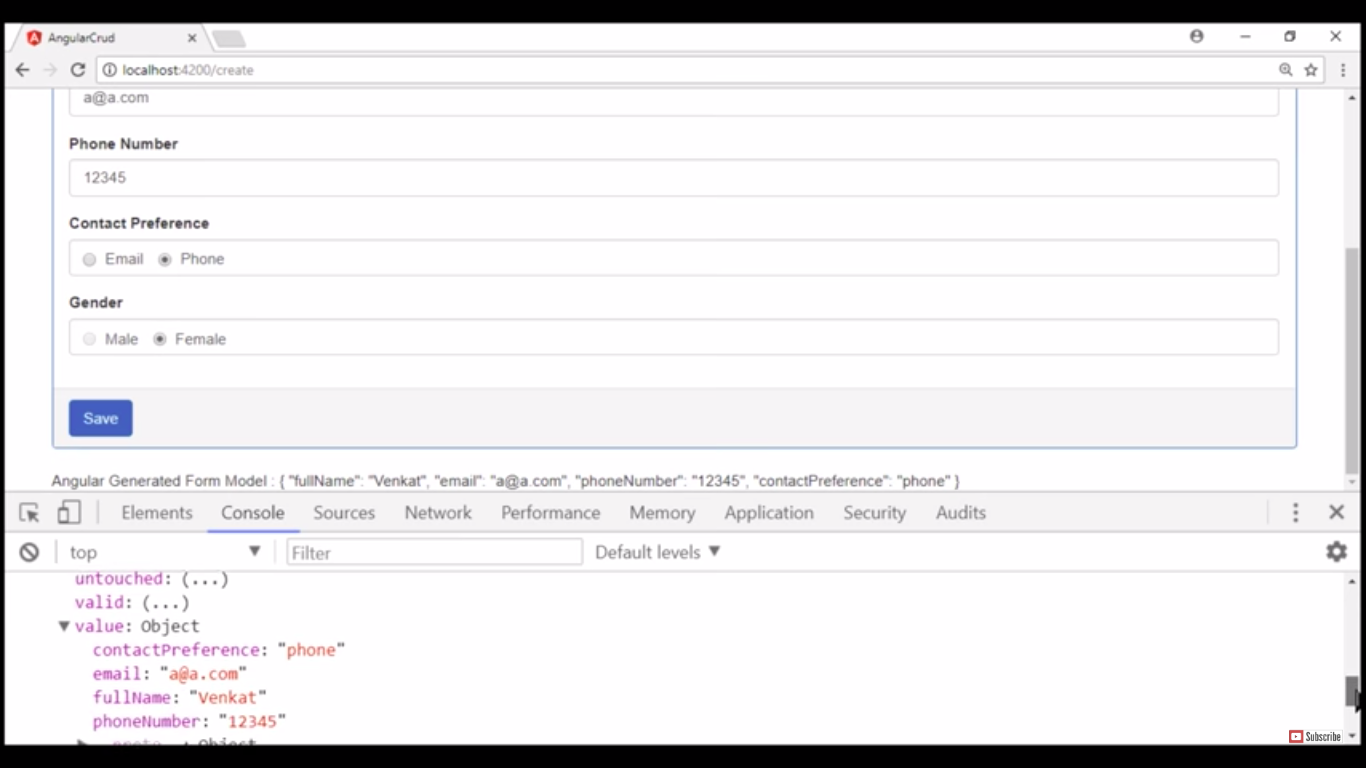 AngularCrud
localhost:4200/create
a@a.com
Phone Number
12345
Contact Preference
Email Phone
Gender
Male Female
Save
Angular Generated Form Model : { "fullName": "Venkat", "email": "a@a.com", "phoneNumber": "12345", "contactPreference": "phone" }
Elements Console Sources Network Performance Memory Application Security Audits
top Filter Default levels
untouched: (...)
valid: (...)
value: Object
contactPreference: "phone"
email: "a@a.com"
fullName: "Venkat"
phoneNumber: "12345"
Subscribe